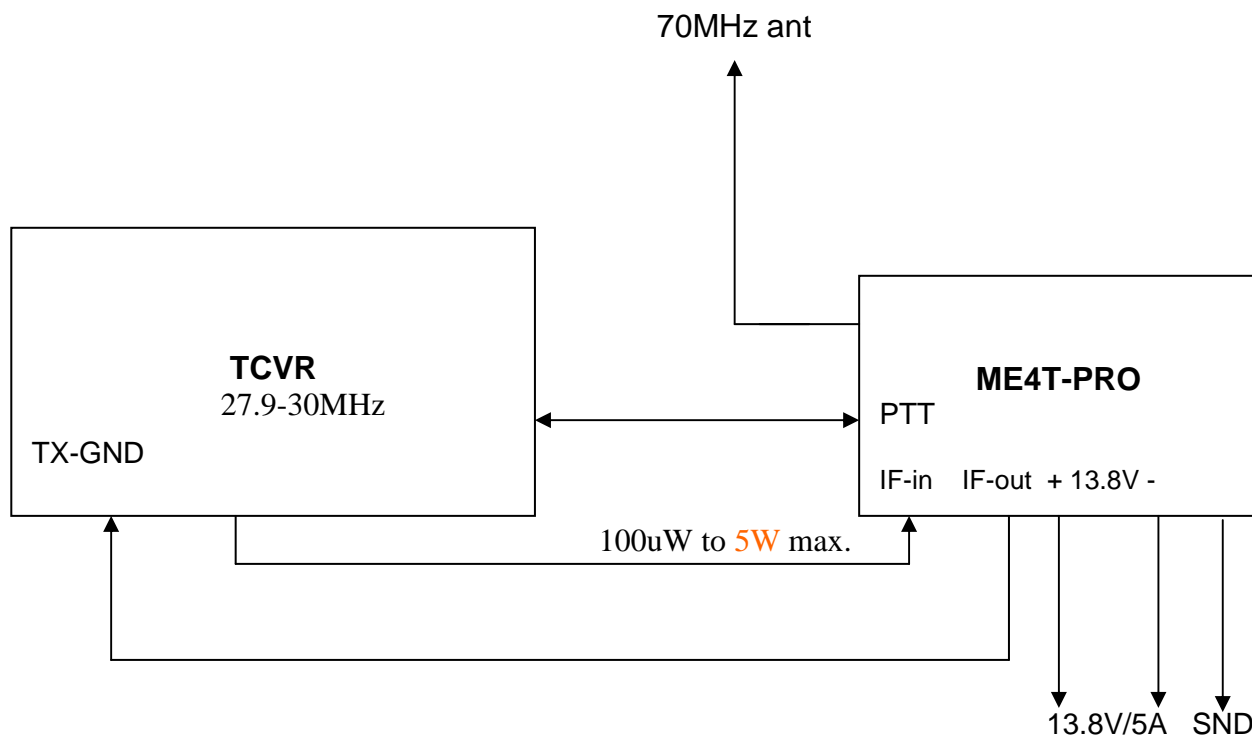 70MHz ant
TCVR
27.9-30MHz
TX-GND
ME4T-PRO
PTT
IF-in IF-out + 13.8V -
100uW to 5W max.
13.8V/5A SND